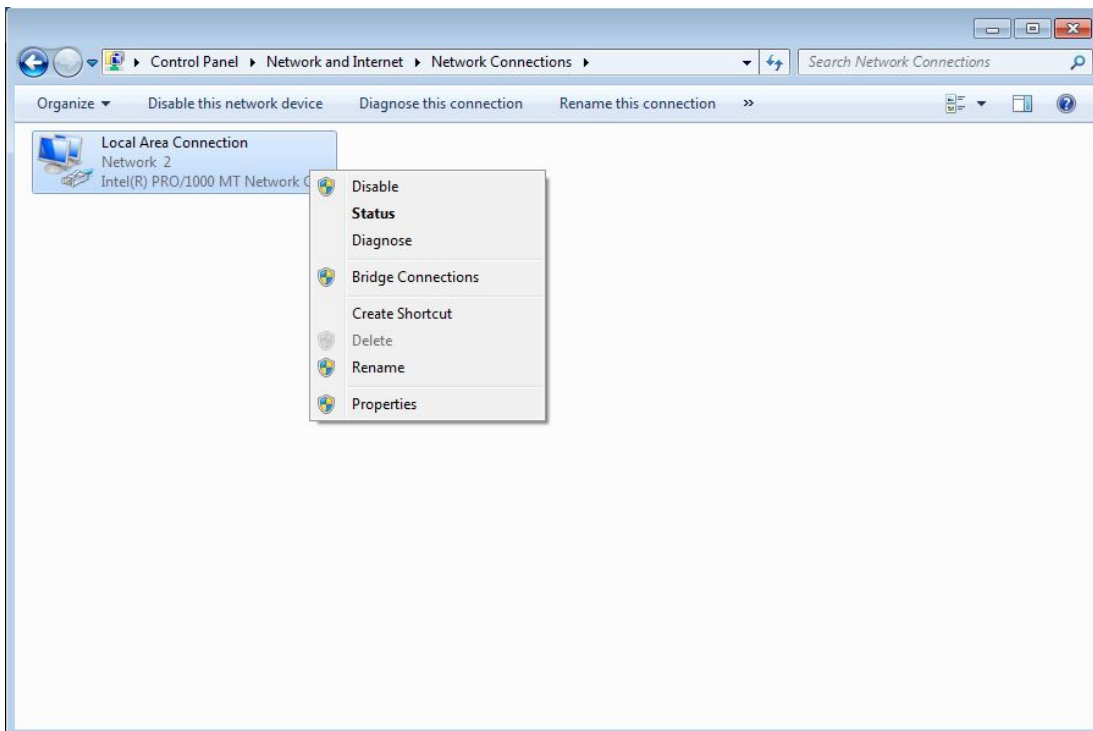 Control Panel Network and Internet Network Connections
Search Network Connections
Organize Disable this network device Diagnose this connection Rename this connection »
Local Area Connection
Network 2
Intel(R) PRO/1000 MT Network C
Disable
Status
Diagnose
Bridge Connections
Create Shortcut
Delete
Rename
Properties